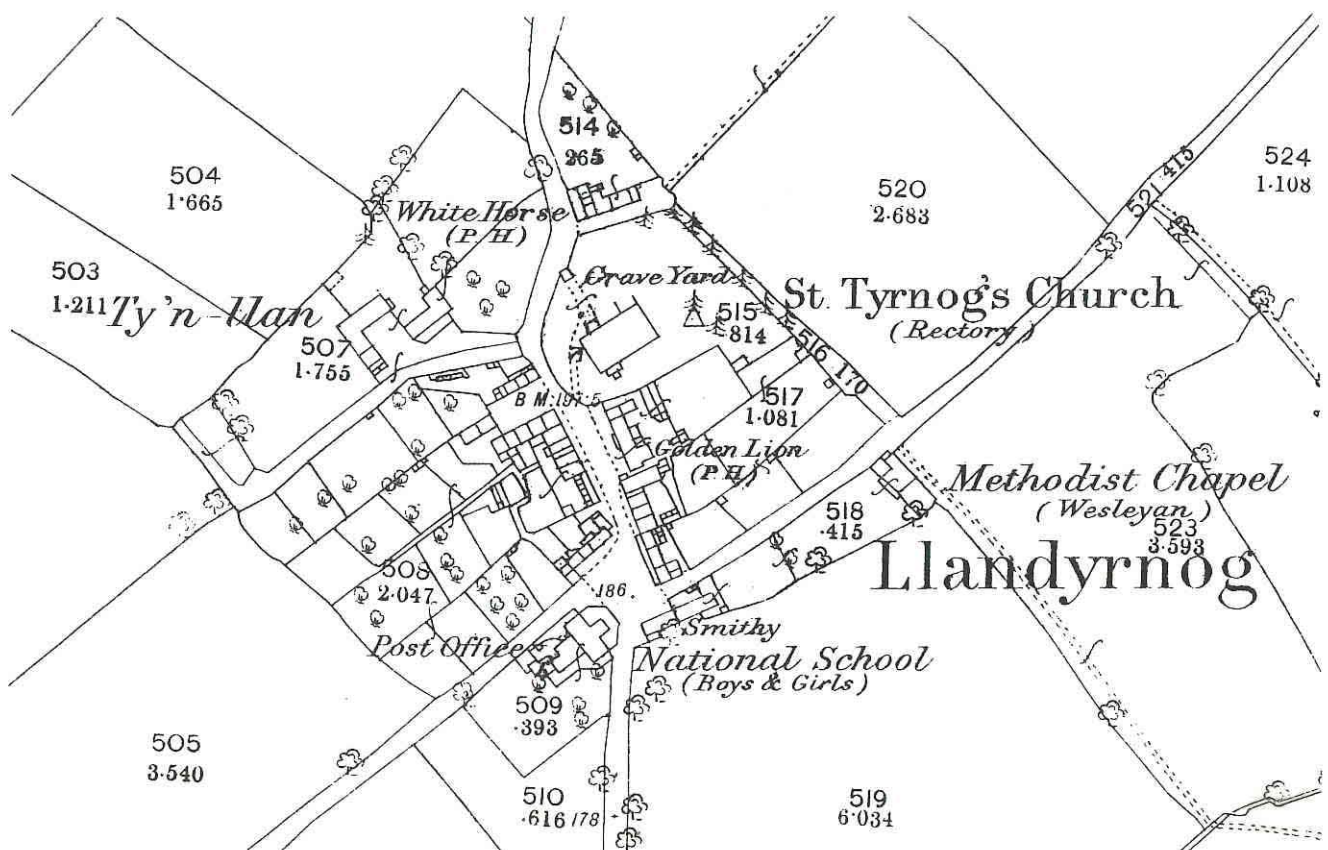 514
265
504
1·665
White Horse
(P. H)
503
1·211
Ty'n-llan
507
1·755
Grave Yard
515
814
St. Tyrnog's Church
(Rectory)
520
2·683
521 ·415
524
1·108
516 170
517
1·081
B M. 197·5
Golden Lion
(P. H)
518
·415
Methodist Chapel
(Wesleyan)
523
3·593
Llandyrnog
508
2·047
186.
Post Office
Smithy
National School
(Boys & Girls)
509
·393
505
3·540
510
·616
178
519
6·034